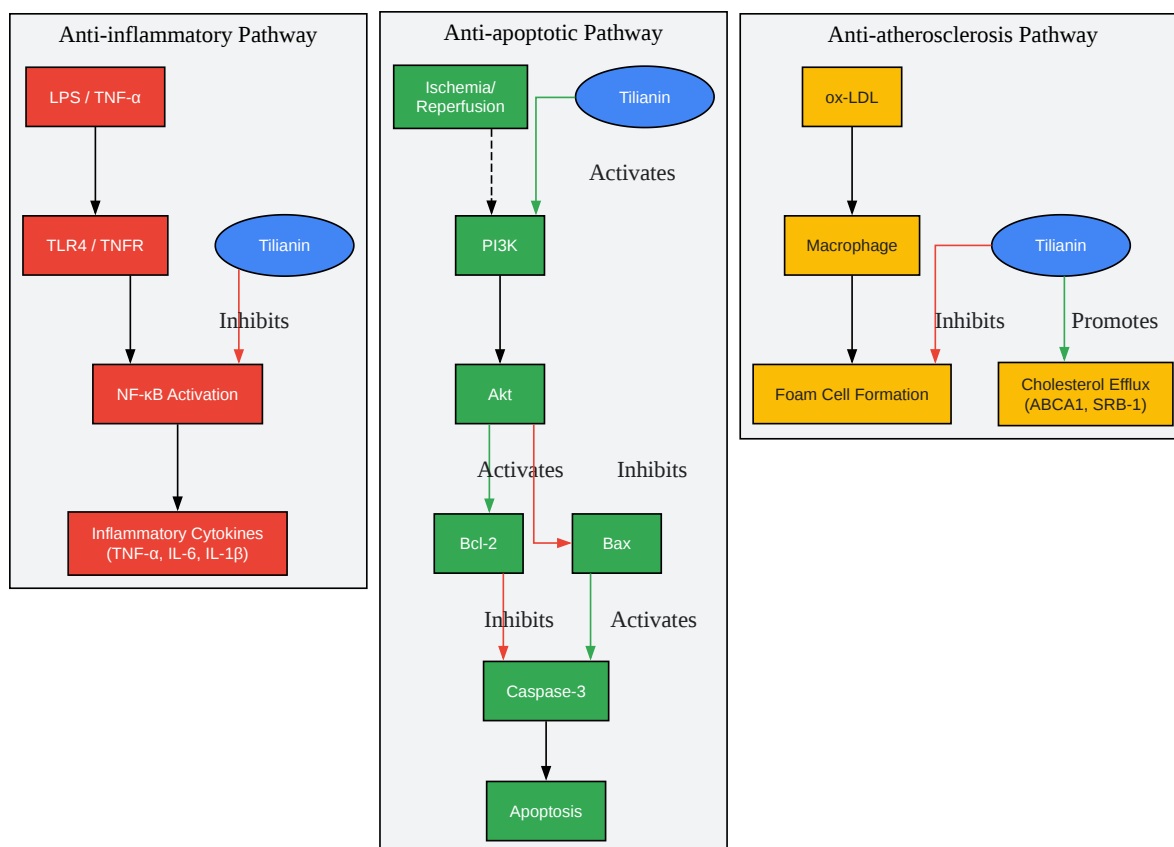 Anti-inflammatory Pathway
LPS / TNF-α
TLR4 / TNFR
Tilianin
Inhibits
NF-κB Activation
Inflammatory Cytokines
(TNF-α, IL-6, IL-1β)
Anti-apoptotic Pathway
Ischemia/
Reperfusion
Tilianin
Activates
PI3K
Akt
Activates
Inhibits
Bcl-2
Bax
Inhibits
Activates
Caspase-3
Apoptosis
Anti-atherosclerosis Pathway
ox-LDL
Macrophage
Tilianin
Inhibits
Promotes
Foam Cell Formation
Cholesterol Efflux
(ABCA1, SRB-1)